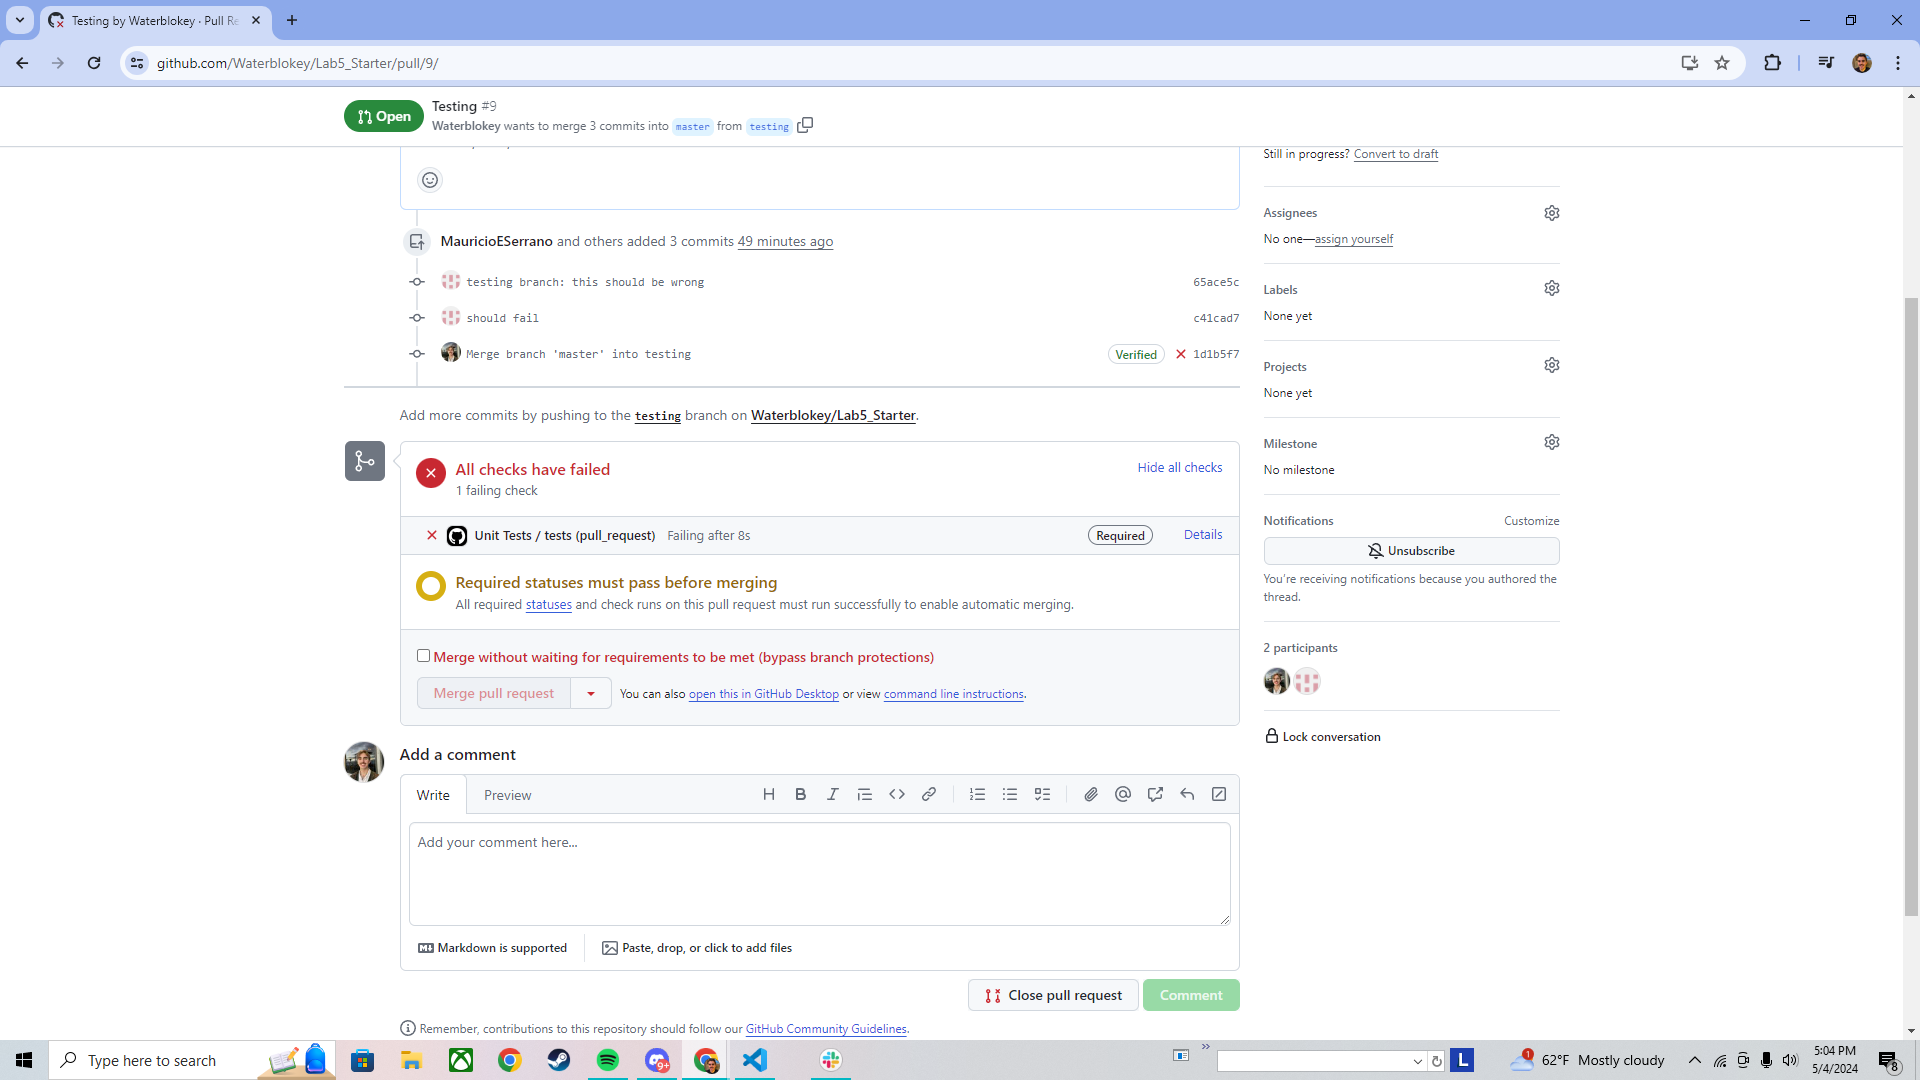 Testing by Waterblokey · Pull Re
github.com/Waterblokey/Lab5_Starter/pull/9/
Open
Testing #9
Waterblokey wants to merge 3 commits into master from testing
Still in progress? Convert to draft
MauricioESerrano and others added 3 commits 49 minutes ago
testing branch: this should be wrong 65ace5c
should fail c41cad7
Merge branch 'master' into testing Verified 1d1b5f7
Add more commits by pushing to the testing branch on Waterblokey/Lab5_Starter.
All checks have failed
Hide all checks
1 failing check
Unit Tests / tests (pull_request) Failing after 8s Required Details
Required statuses must pass before merging
All required statuses and check runs on this pull request must run successfully to enable automatic merging.
Merge without waiting for requirements to be met (bypass branch protections)
Merge pull request You can also open this in GitHub Desktop or view command line instructions.
Add a comment
Write Preview
Add your comment here...
Markdown is supported Paste, drop, or click to add files
Close pull request Comment
Remember, contributions to this repository should follow our GitHub Community Guidelines.
Assignees
No one—assign yourself
Labels
None yet
Projects
None yet
Milestone
No milestone
Notifications Customize
Unsubscribe
You're receiving notifications because you authored the
thread.
2 participants
Lock conversation
Type here to search
9+
L
1
62°F Mostly cloudy
5:04 PM
5/4/2024
8